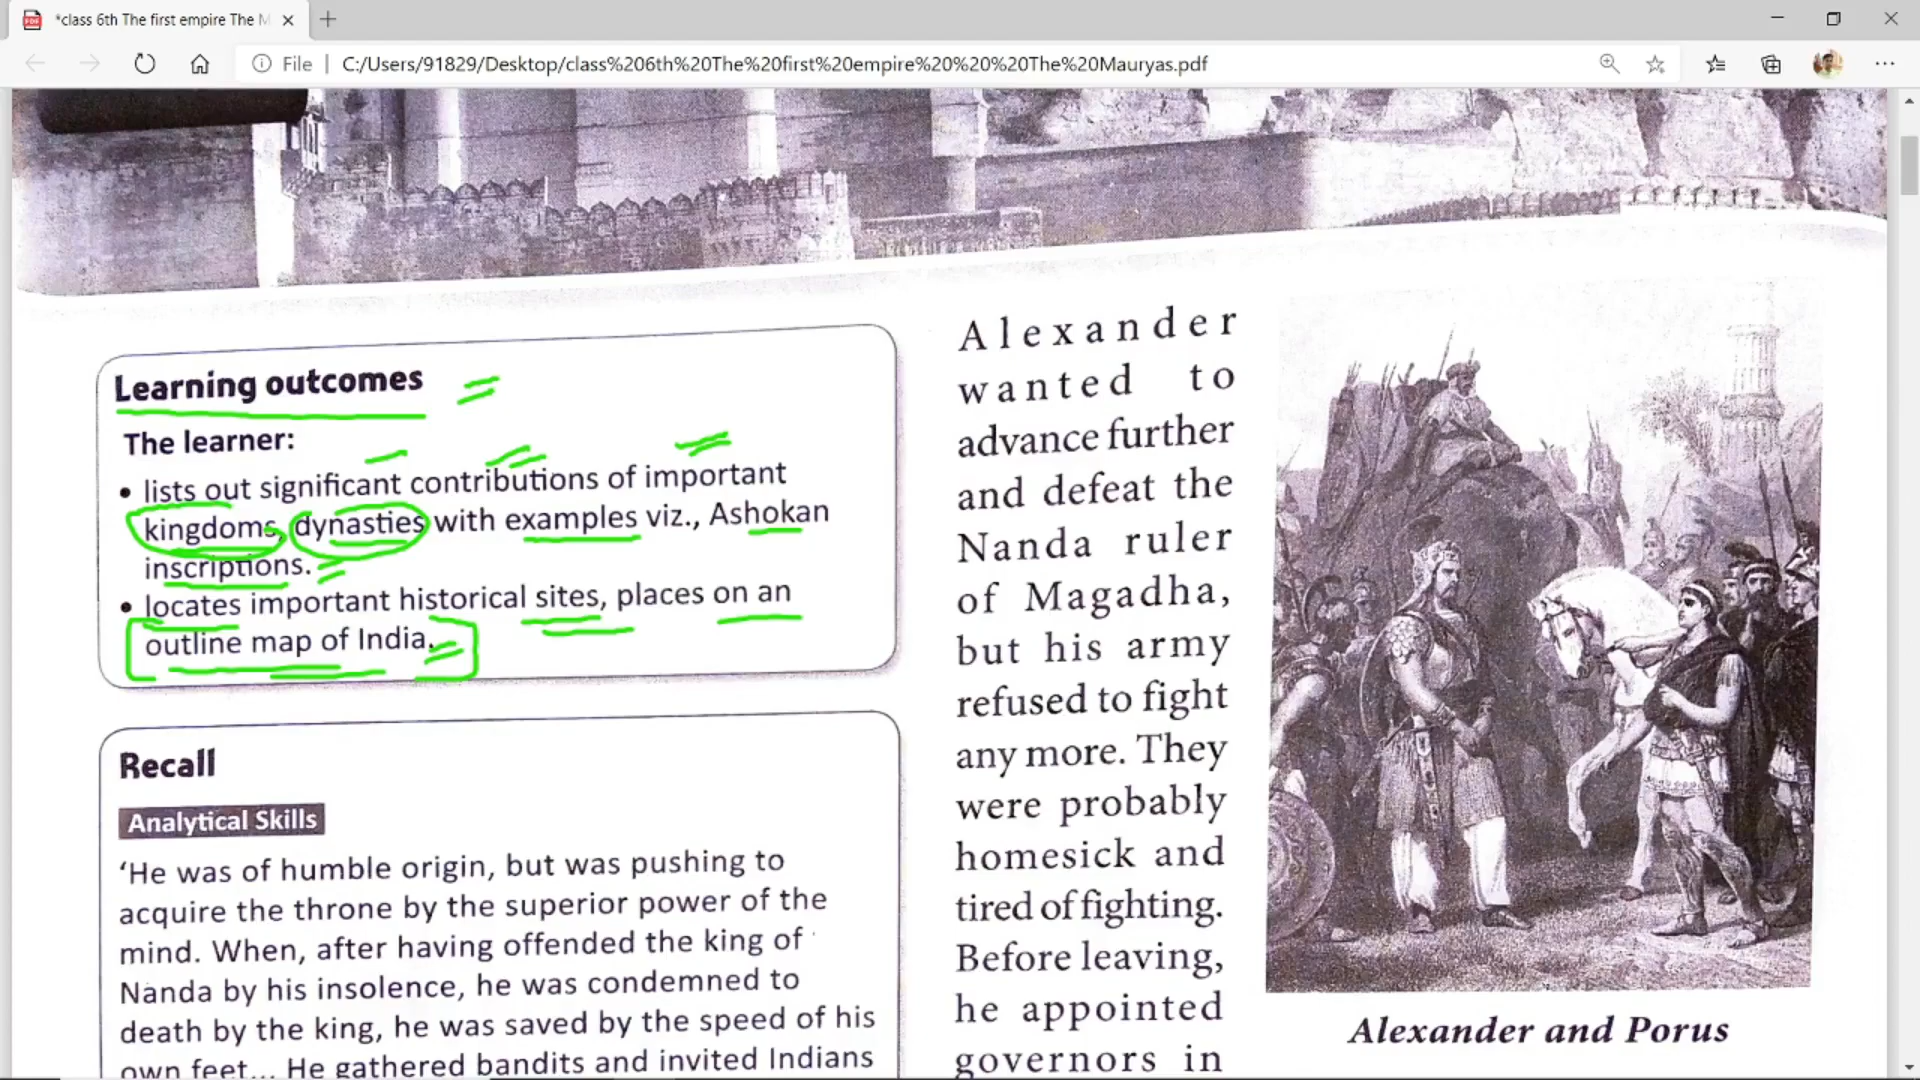 *class 6th The first empire The M
File
C:/Users/91829/Desktop/class%206th%20The%20first%20empire%20%20%20The%20Mauryas.pdf
Learning outcomes
The learner:
• lists out significant contributions of important
kingdoms, dynasties with examples viz., Ashokan
inscriptions.
• locates important historical sites, places on an
outline map of India.
Recall
Analytical Skills
‘He was of humble origin, but was pushing to
acquire the throne by the superior power of the
mind. When, after having offended the king of
Nanda by his insolence, he was condemned to
death by the king, he was saved by the speed of his
own feet... He gathered bandits and invited Indians
Alexander
wanted to
advance further
and defeat the
Nanda ruler
of Magadha,
but his army
refused to fight
any more. They
were probably
homesick and
tired of fighting.
Before leaving,
he appointed
governors in
Alexander and Porus